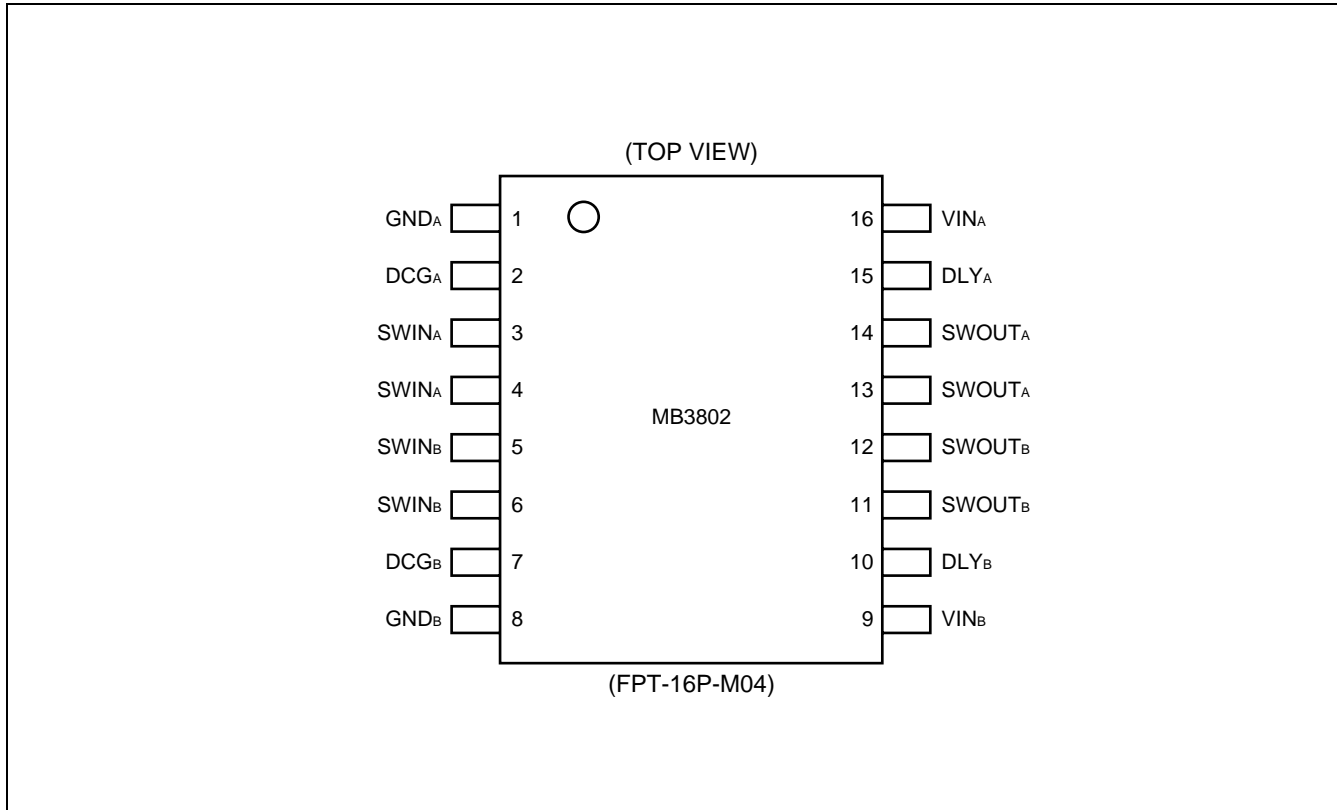 (TOP VIEW)
GNDA 1 16 VINA
DCGA 2 15 DLYA
SWINA 3 14 SWOUTA
SWINA 4 13 SWOUTA
MB3802
SWINB 5 12 SWOUTB
SWINB 6 11 SWOUTB
DCGB 7 10 DLYB
GNDB 8 9 VINB
(FPT-16P-M04)